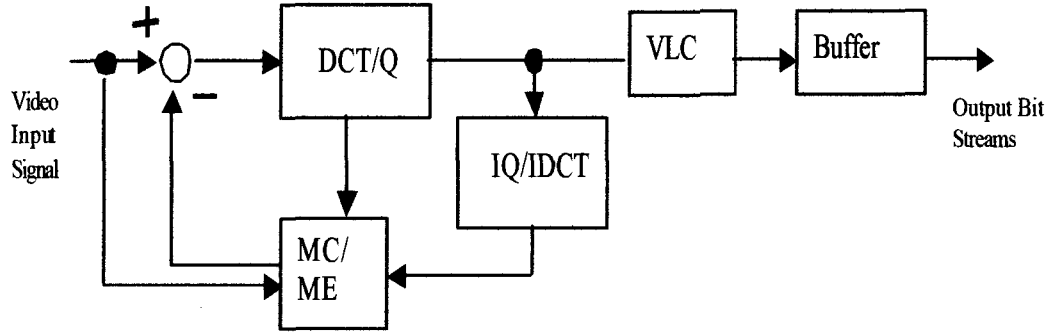 +
−
DCT/Q
VLC
Buffer
Video
Input
Signal
Output Bit
Streams
IQ/IDCT
MC/
ME